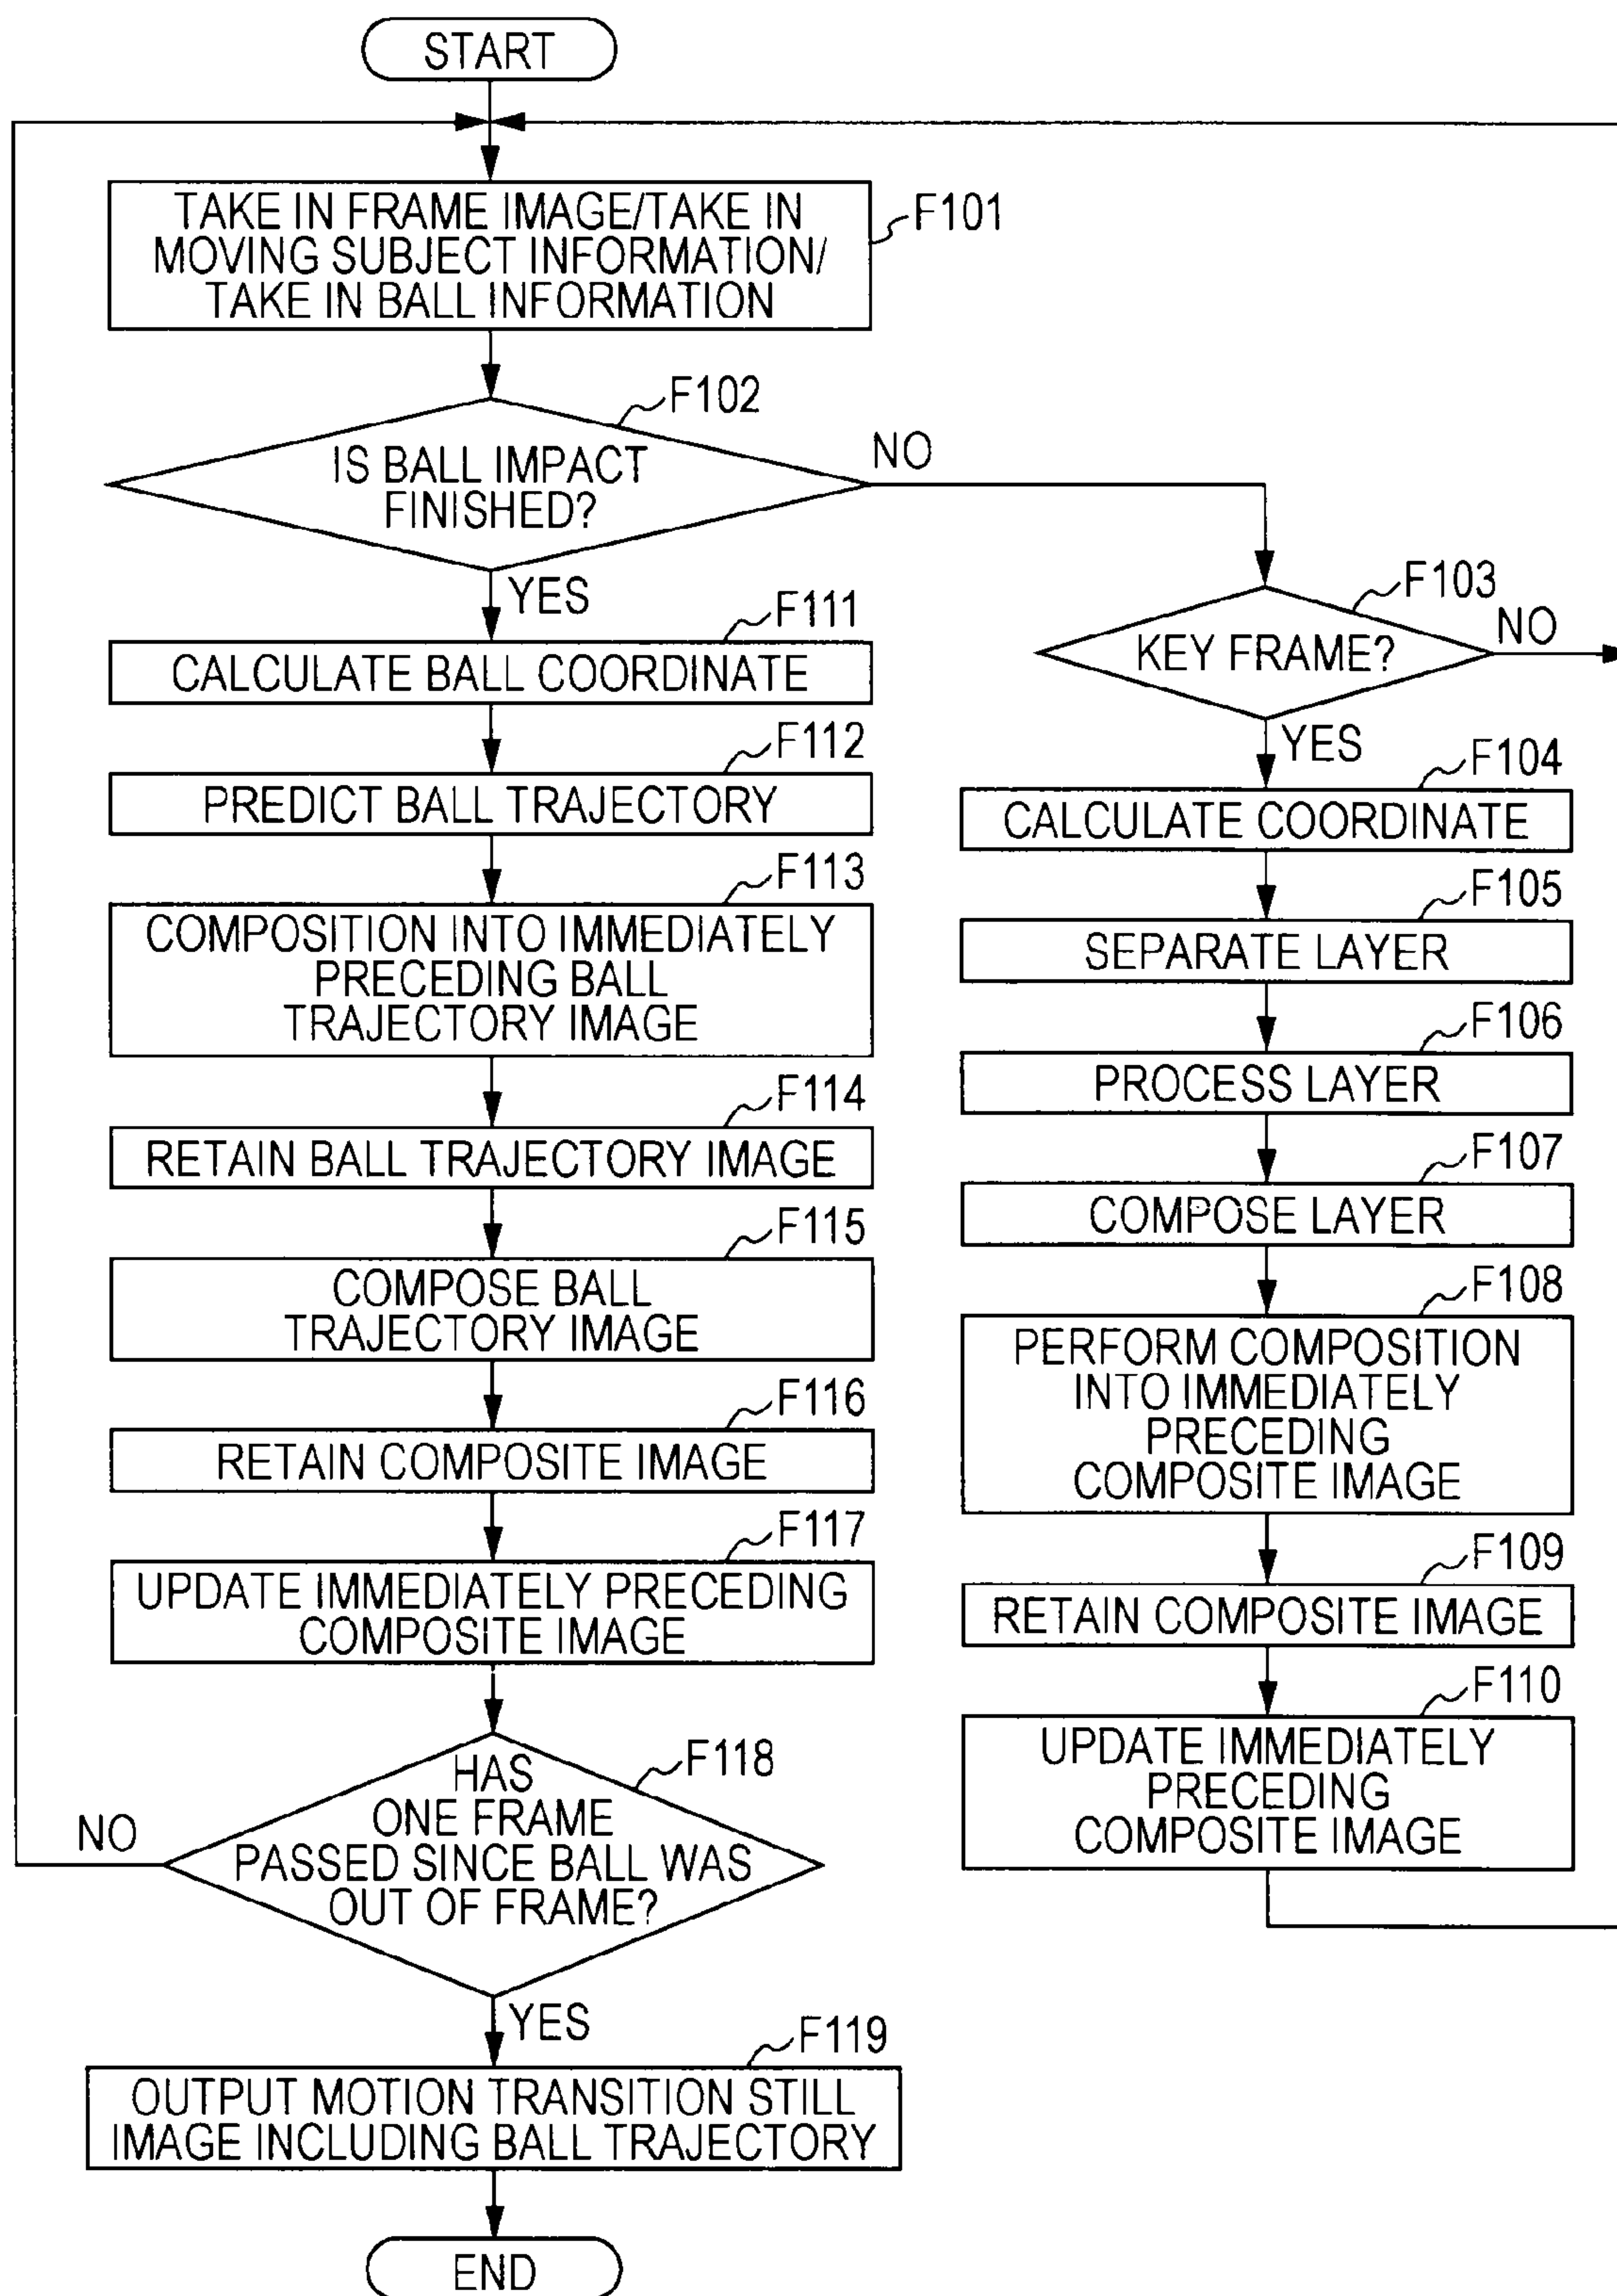 START
TAKE IN FRAME IMAGE/TAKE IN
MOVING SUBJECT INFORMATION/
TAKE IN BALL INFORMATION
F101
F102
IS BALL IMPACT
FINISHED?
NO
YES
F111
CALCULATE BALL COORDINATE
F112
PREDICT BALL TRAJECTORY
F113
COMPOSITION INTO IMMEDIATELY
PRECEDING BALL
TRAJECTORY IMAGE
F114
RETAIN BALL TRAJECTORY IMAGE
F115
COMPOSE BALL
TRAJECTORY IMAGE
F116
RETAIN COMPOSITE IMAGE
F117
UPDATE IMMEDIATELY PRECEDING
COMPOSITE IMAGE
F118
HAS
ONE FRAME
PASSED SINCE BALL WAS
OUT OF FRAME?
NO
YES
F119
OUTPUT MOTION TRANSITION STILL
IMAGE INCLUDING BALL TRAJECTORY
END
F103
KEY FRAME?
NO
YES
F104
CALCULATE COORDINATE
F105
SEPARATE LAYER
F106
PROCESS LAYER
F107
COMPOSE LAYER
F108
PERFORM COMPOSITION
INTO IMMEDIATELY
PRECEDING
COMPOSITE IMAGE
F109
RETAIN COMPOSITE IMAGE
F110
UPDATE IMMEDIATELY
PRECEDING
COMPOSITE IMAGE